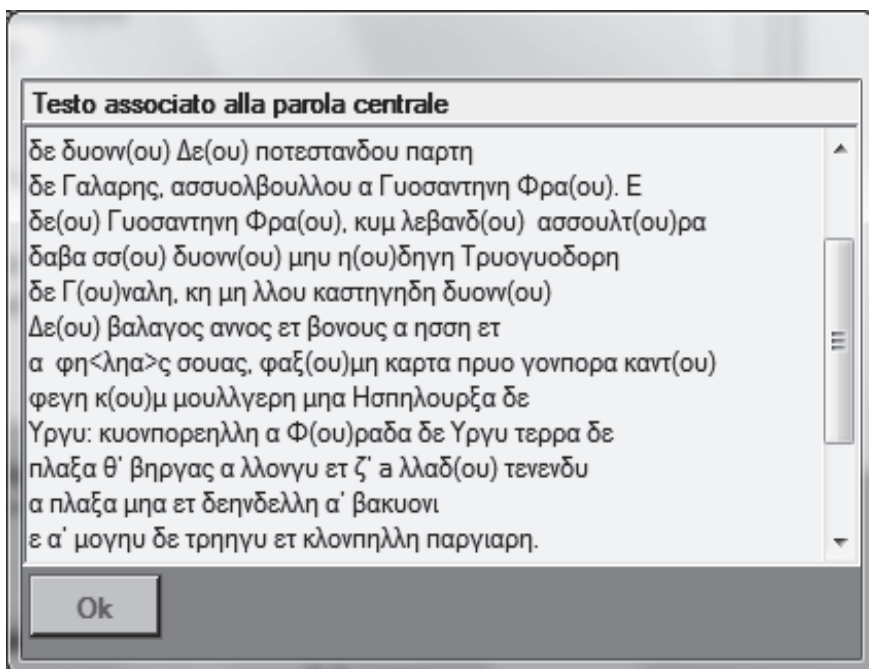 Testo associato alla parola centrale
δε δυονν(ου) Δε(ου) ποτεστανδου παρτη
δε Γαλαρης, ασσυολβουλλου α Γυοσαντηνη Φρα(ου). Ε
δε(ου) Γυοσαντηνη Φρα(ου), κυμ λεβανδ(ου) ασσουλτ(ου)ρα
δαβα σσ(ου) δυονν(ου) μηυ η(ου)δηγη Τρυογυοδορη
δε Γ(ου)ναλη, κη μη λλου καστηγηδη δυονν(ου)
Δε(ου) βαλαγος αννος ετ βονους α ησση ετ
α φη<ληα>ς σουας, φαξ(ου)μη καρτα πρυο γονπορα καντ(ου)
φεγη κ(ου)μ μουλλγερη μηα Ησπηλουρξα δε
Υργυ: κυονπορεηλλη α Φ(ου)ραδα δε Υργυ τερρα δε
πλαξα θ᾽ βηργας α λλονγυ ετ ζ᾽ a λλαδ(ου) τενενδυ
α πλαξα μηα ετ δεηνδελλη α᾽ βακυονι
ε α᾽ μογηυ δε τρηηγυ ετ κλονπηλλη παργιαρη.
Ok